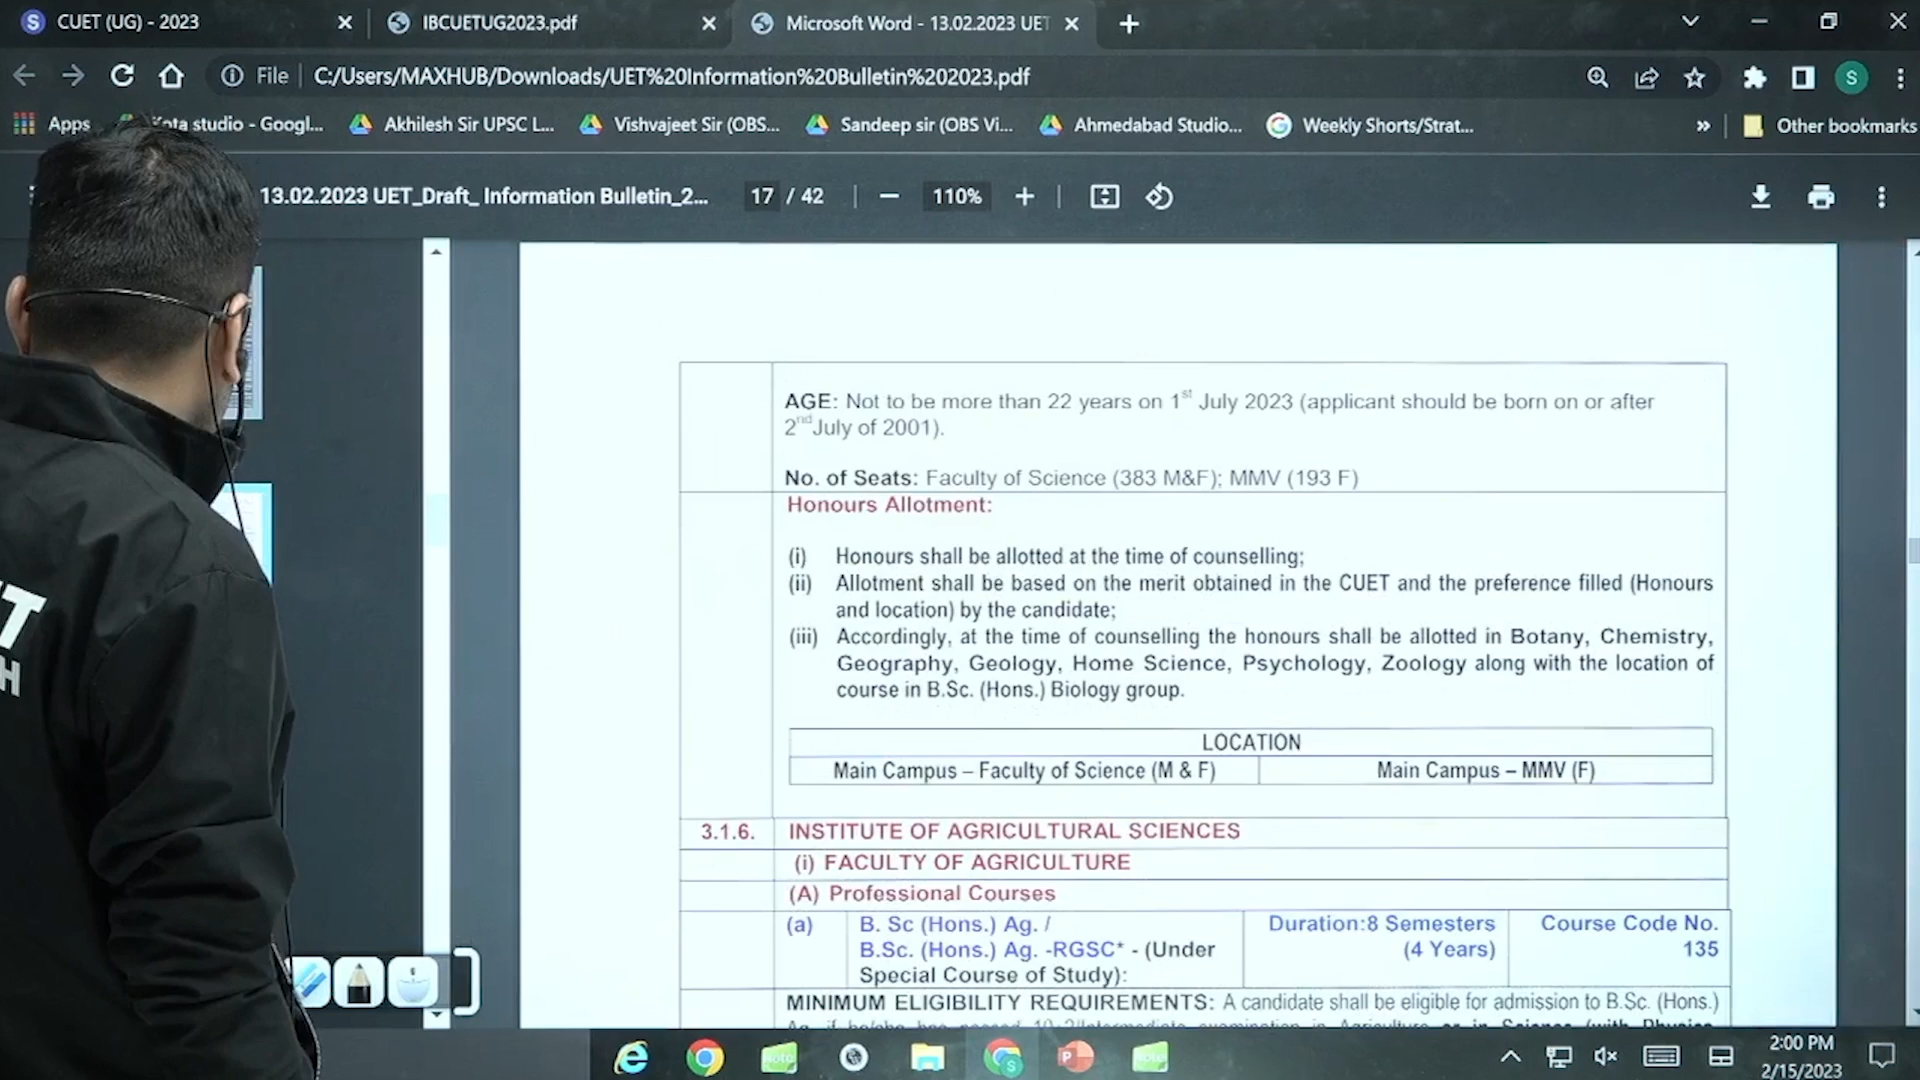 CUET (UG) - 2023
IBCUETUG2023.pdf
Microsoft Word - 13.02.2023 UET
File
C:/Users/MAXHUB/Downloads/UET%20Information%20Bulletin%202023.pdf
S
Apps
Kota studio - Googl...
Akhilesh Sir UPSC L...
Vishvajeet Sir (OBS...
Sandeep sir (OBS Vi...
Ahmedabad Studio...
Weekly Shorts/Strat...
Other bookmarks
13.02.2023 UET_Draft_ Information Bulletin_2...
17 / 42
110%
AGE: Not to be more than 22 years on 1st July 2023 (applicant should be born on or after
2nd July of 2001).
No. of Seats: Faculty of Science (383 M&F); MMV (193 F)
Honours Allotment:
(i) Honours shall be allotted at the time of counselling;
(ii) Allotment shall be based on the merit obtained in the CUET and the preference filled (Honours
and location) by the candidate;
(iii) Accordingly, at the time of counselling the honours shall be allotted in Botany, Chemistry,
Geography, Geology, Home Science, Psychology, Zoology along with the location of
course in B.Sc. (Hons.) Biology group.
LOCATION
Main Campus – Faculty of Science (M & F)
Main Campus – MMV (F)
3.1.6. INSTITUTE OF AGRICULTURAL SCIENCES
(i) FACULTY OF AGRICULTURE
(A) Professional Courses
(a) B. Sc (Hons.) Ag. /
B.Sc. (Hons.) Ag. -RGSC* - (Under
Special Course of Study):
Duration:8 Semesters
(4 Years)
Course Code No.
135
MINIMUM ELIGIBILITY REQUIREMENTS: A candidate shall be eligible for admission to B.Sc. (Hons.)
2:00 PM
2/15/2023